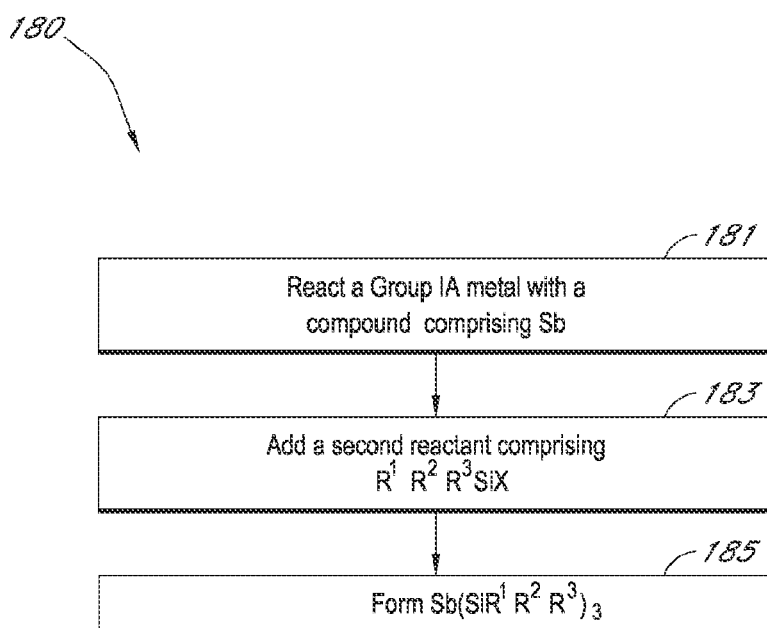 180
181
React a Group IA metal with a
compound comprising Sb
183
Add a second reactant comprising
R¹ R² R³SiX
185
Form Sb(SiR¹ R² R³)₃